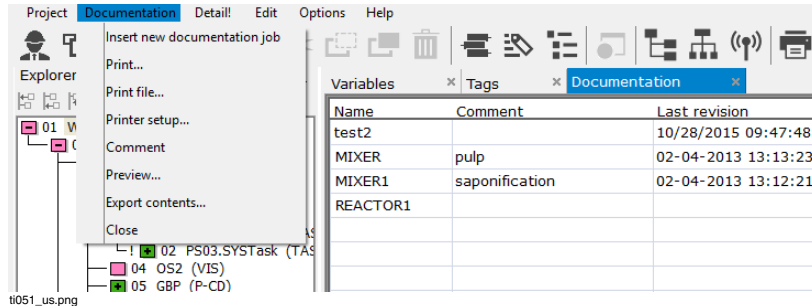 Project Documentation Detail! Edit Options Help
Insert new documentation job
Print...
Print file...
Printer setup...
Comment
Preview...
Export contents...
Close
Explorer
01 W
02 PS03.SYSTask (TAS
04 OS2 (VIS)
05 GBP (P-CD)
Variables Tags Documentation
Name Comment Last revision
test2 10/28/2015 09:47:48
MIXER pulp 02-04-2013 13:13:23
MIXER1 saponification 02-04-2013 13:12:21
REACTOR1
ti051_us.png